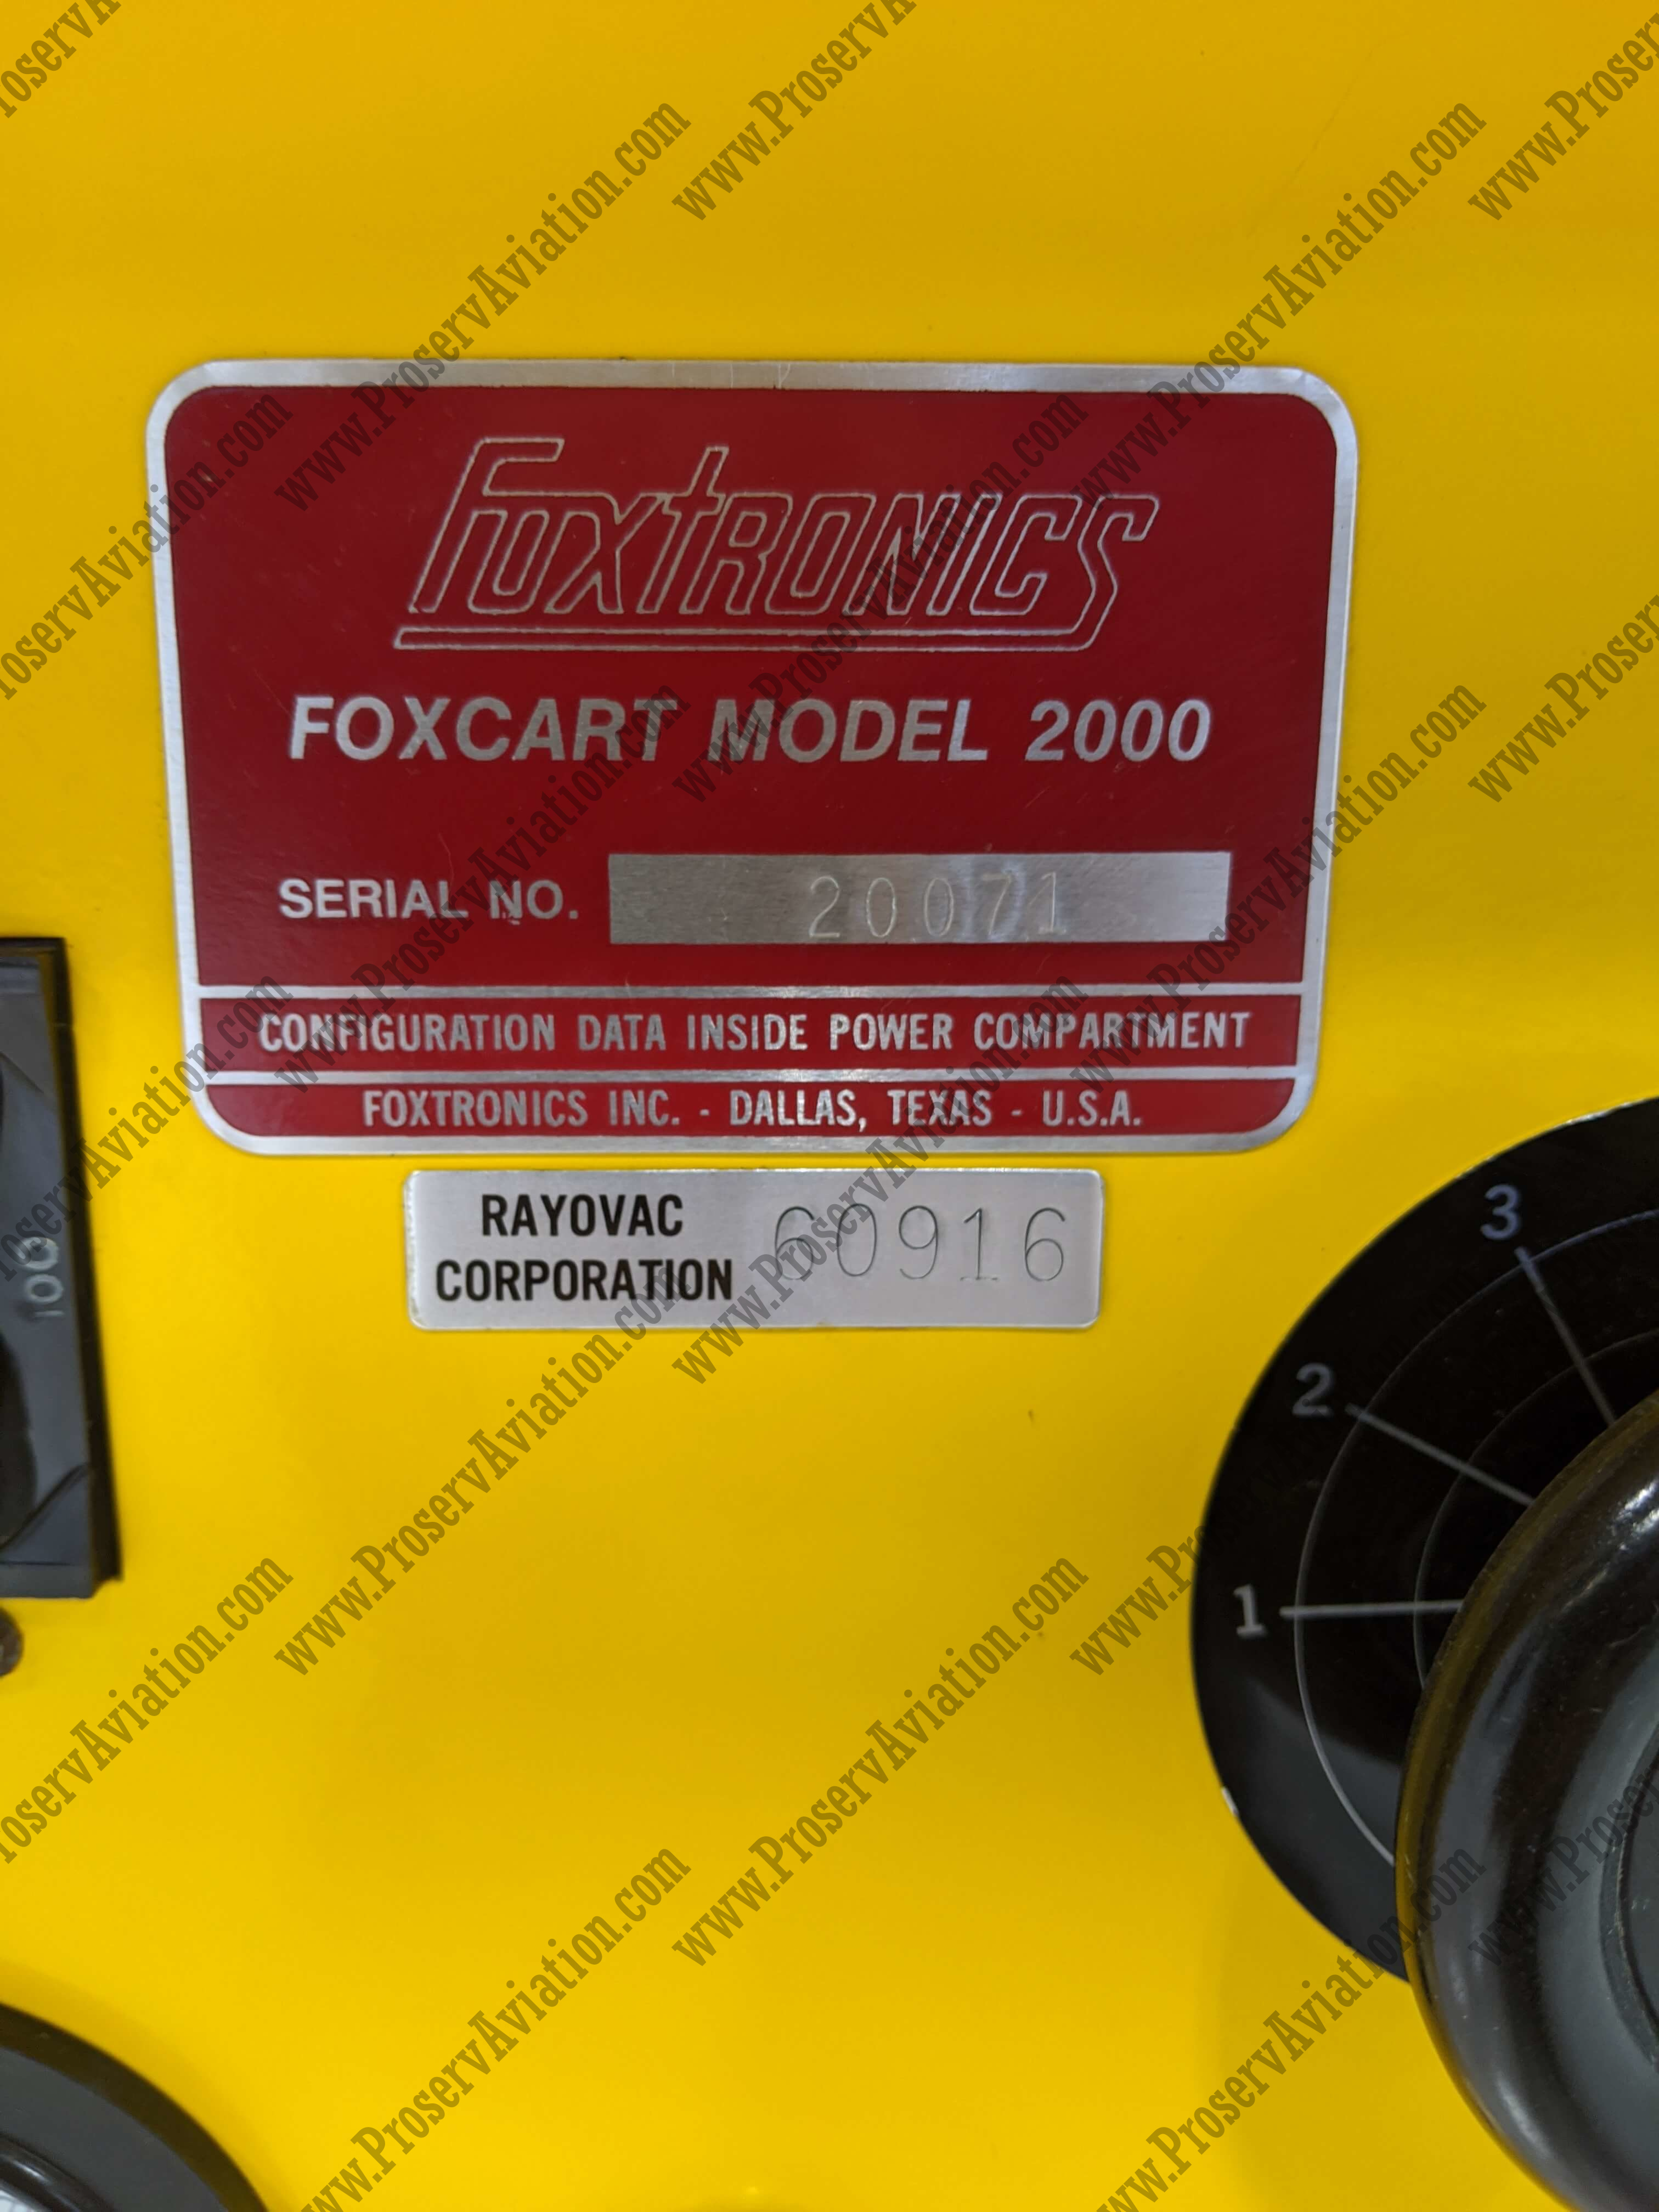 FOXTRONICS
FOXCART MODEL 2000
SERIAL NO. 20071
CONFIGURATION DATA INSIDE POWER COMPARTMENT
FOXTRONICS INC. - DALLAS, TEXAS - U.S.A.
RAYOVAC
CORPORATION 60916
3
2
1
100
www.ProservAviation.com